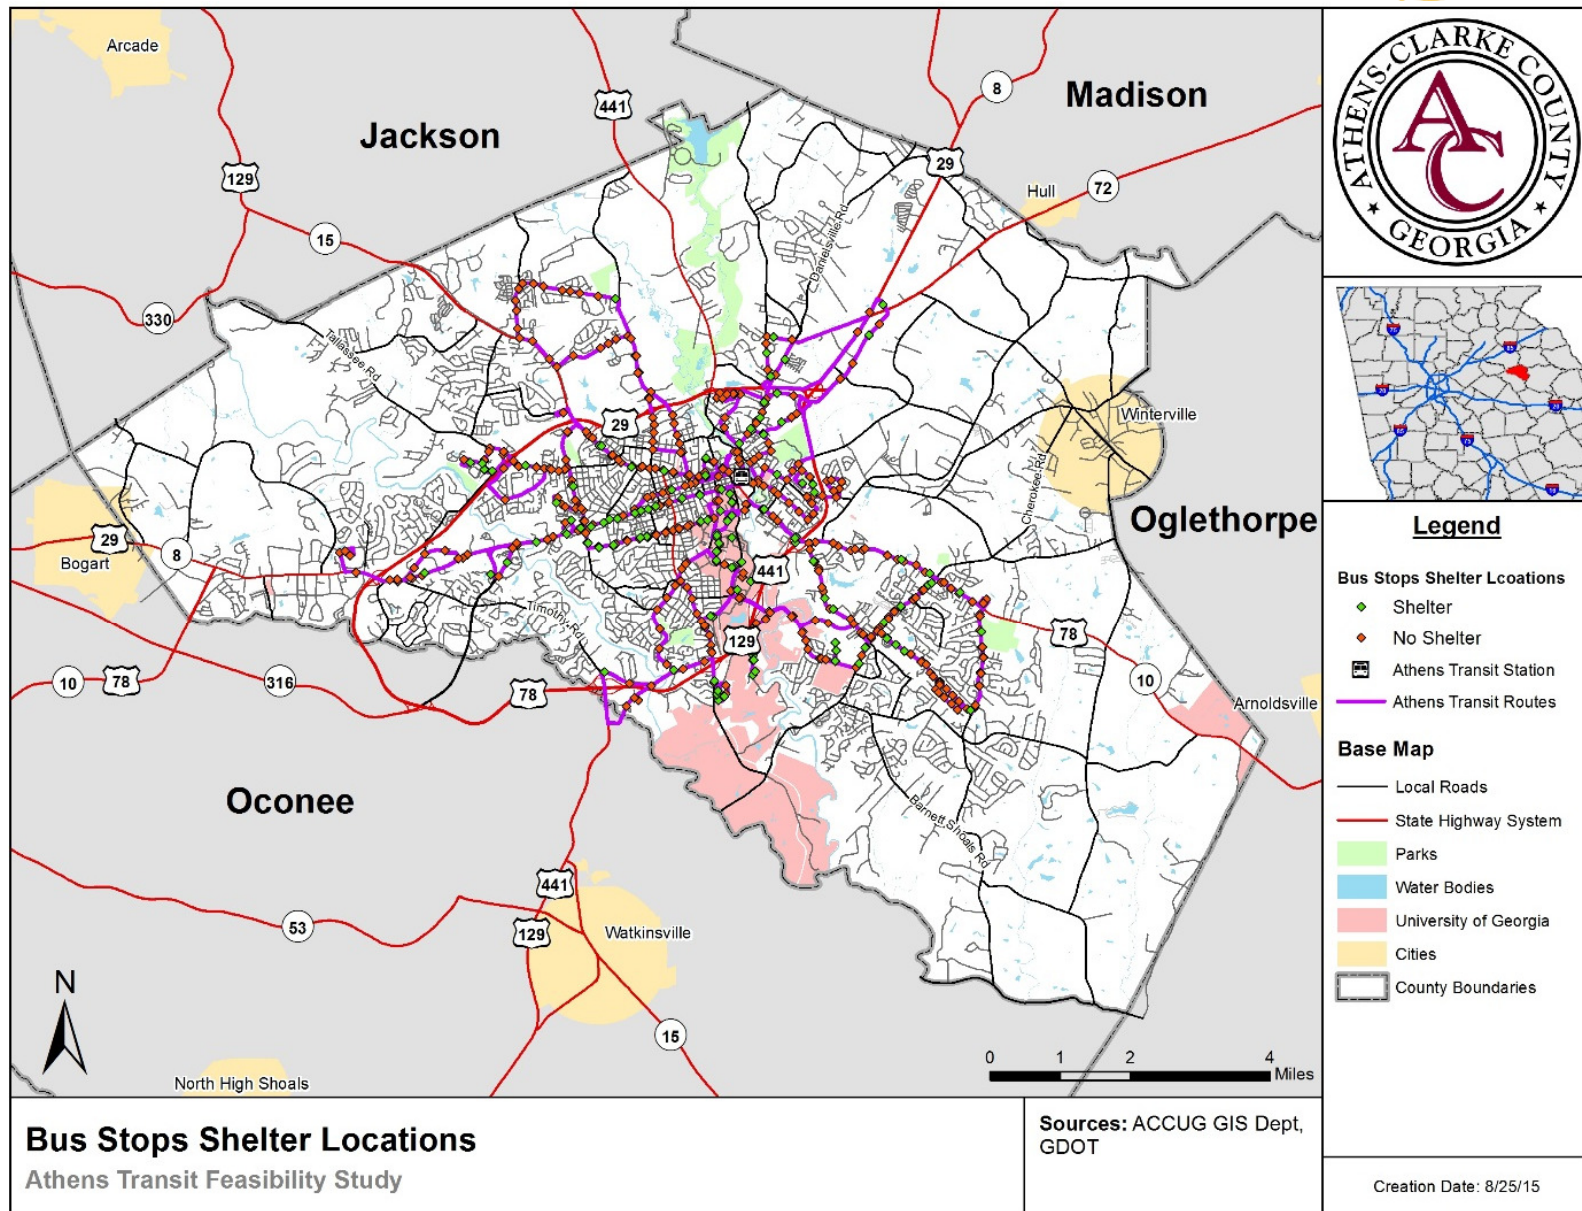 Arcade
Jackson
Madison
441
8
129
29
Hull
72
15
330
Danielsville Rd
Tallassee Rd
29
Winterville
Cherokee Rd
Oglethorpe
29
8
Bogart
441
Timothy Rd
129
78
10
78
316
78
10
Arnoldsville
Oconee
Barnett Shoals Rd
441
53
129
Watkinsville
N
15
North High Shoals
0 1 2 4
Miles
ATHENS-CLARKE COUNTY
AC
GEORGIA
Legend
Bus Stops Shelter Lcoations
Shelter
No Shelter
Athens Transit Station
Athens Transit Routes
Base Map
Local Roads
State Highway System
Parks
Water Bodies
University of Georgia
Cities
County Boundaries
Bus Stops Shelter Locations
Athens Transit Feasibility Study
Sources: ACCUG GIS Dept,
GDOT
Creation Date: 8/25/15